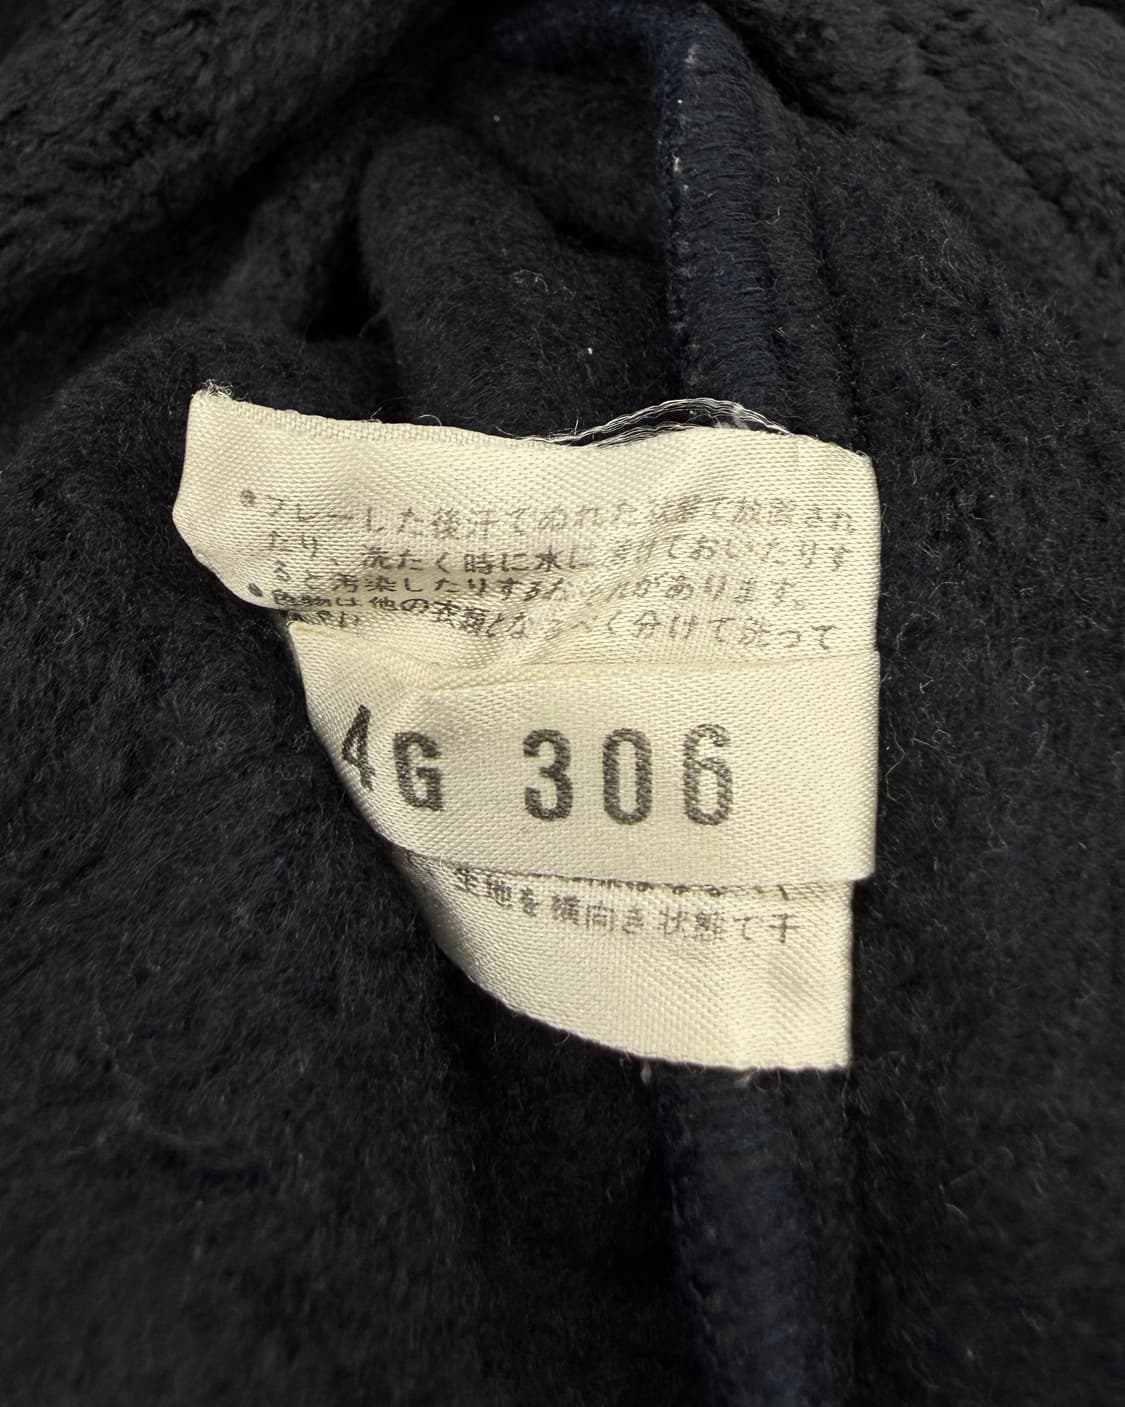 ●プレーした後汗でぬれた状態で放置され
たり、洗たく時に水につけておいたりす
ると汚染したりするおそれがあります。
●色物は他の衣類となるべく分けて洗って
4G 306
生地を横向き状態で干